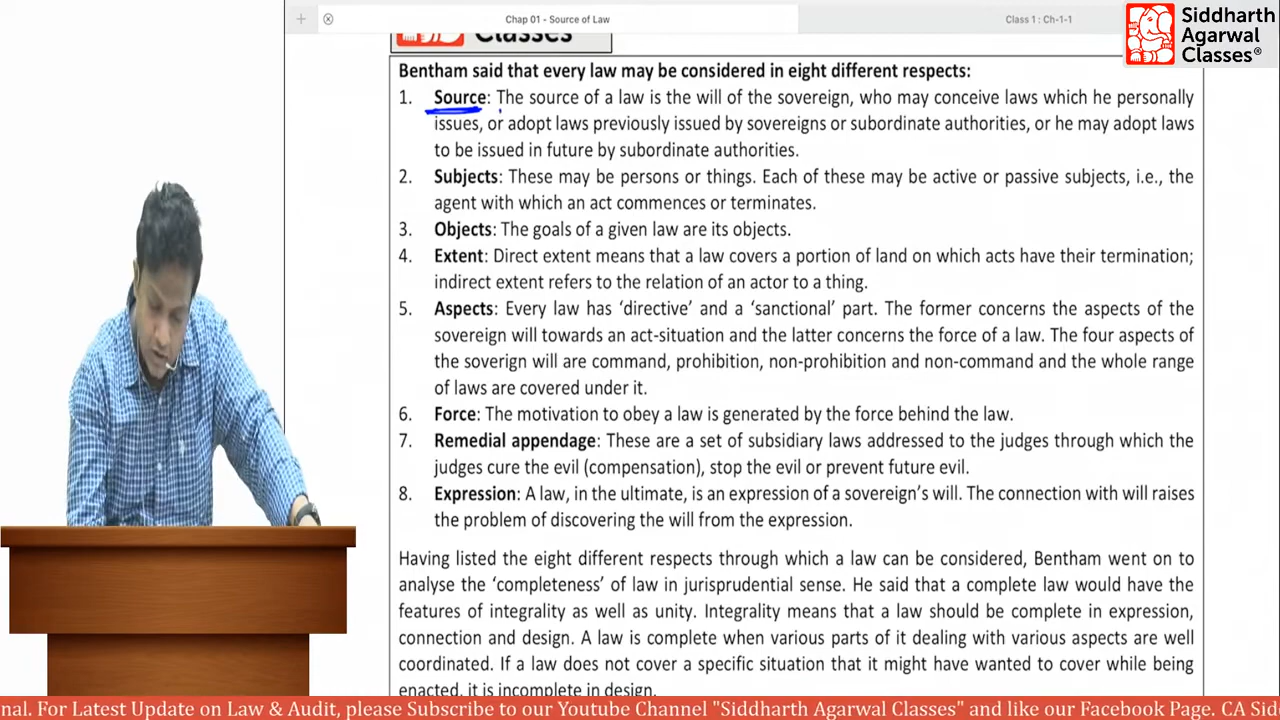 Chap 01 - Source of Law
Class 1 : Ch-1-1
Siddharth
Agarwal
Classes®
Classes
Bentham said that every law may be considered in eight different respects:
1. Source: The source of a law is the will of the sovereign, who may conceive laws which he personally
issues, or adopt laws previously issued by sovereigns or subordinate authorities, or he may adopt laws
to be issued in future by subordinate authorities.
2. Subjects: These may be persons or things. Each of these may be active or passive subjects, i.e., the
agent with which an act commences or terminates.
3. Objects: The goals of a given law are its objects.
4. Extent: Direct extent means that a law covers a portion of land on which acts have their termination;
indirect extent refers to the relation of an actor to a thing.
5. Aspects: Every law has ‘directive’ and a ‘sanctional’ part. The former concerns the aspects of the
sovereign will towards an act-situation and the latter concerns the force of a law. The four aspects of
the soverign will are command, prohibition, non-prohibition and non-command and the whole range
of laws are covered under it.
6. Force: The motivation to obey a law is generated by the force behind the law.
7. Remedial appendage: These are a set of subsidiary laws addressed to the judges through which the
judges cure the evil (compensation), stop the evil or prevent future evil.
8. Expression: A law, in the ultimate, is an expression of a sovereign’s will. The connection with will raises
the problem of discovering the will from the expression.
Having listed the eight different respects through which a law can be considered, Bentham went on to
analyse the ‘completeness’ of law in jurisprudential sense. He said that a complete law would have the
features of integrality as well as unity. Integrality means that a law should be complete in expression,
connection and design. A law is complete when various parts of it dealing with various aspects are well
coordinated. If a law does not cover a specific situation that it might have wanted to cover while being
enacted, it is incomplete in design.
nal. For Latest Update on Law & Audit, please Subscribe to our Youtube Channel "Siddharth Agarwal Classes" and like our Facebook Page. CA Sid